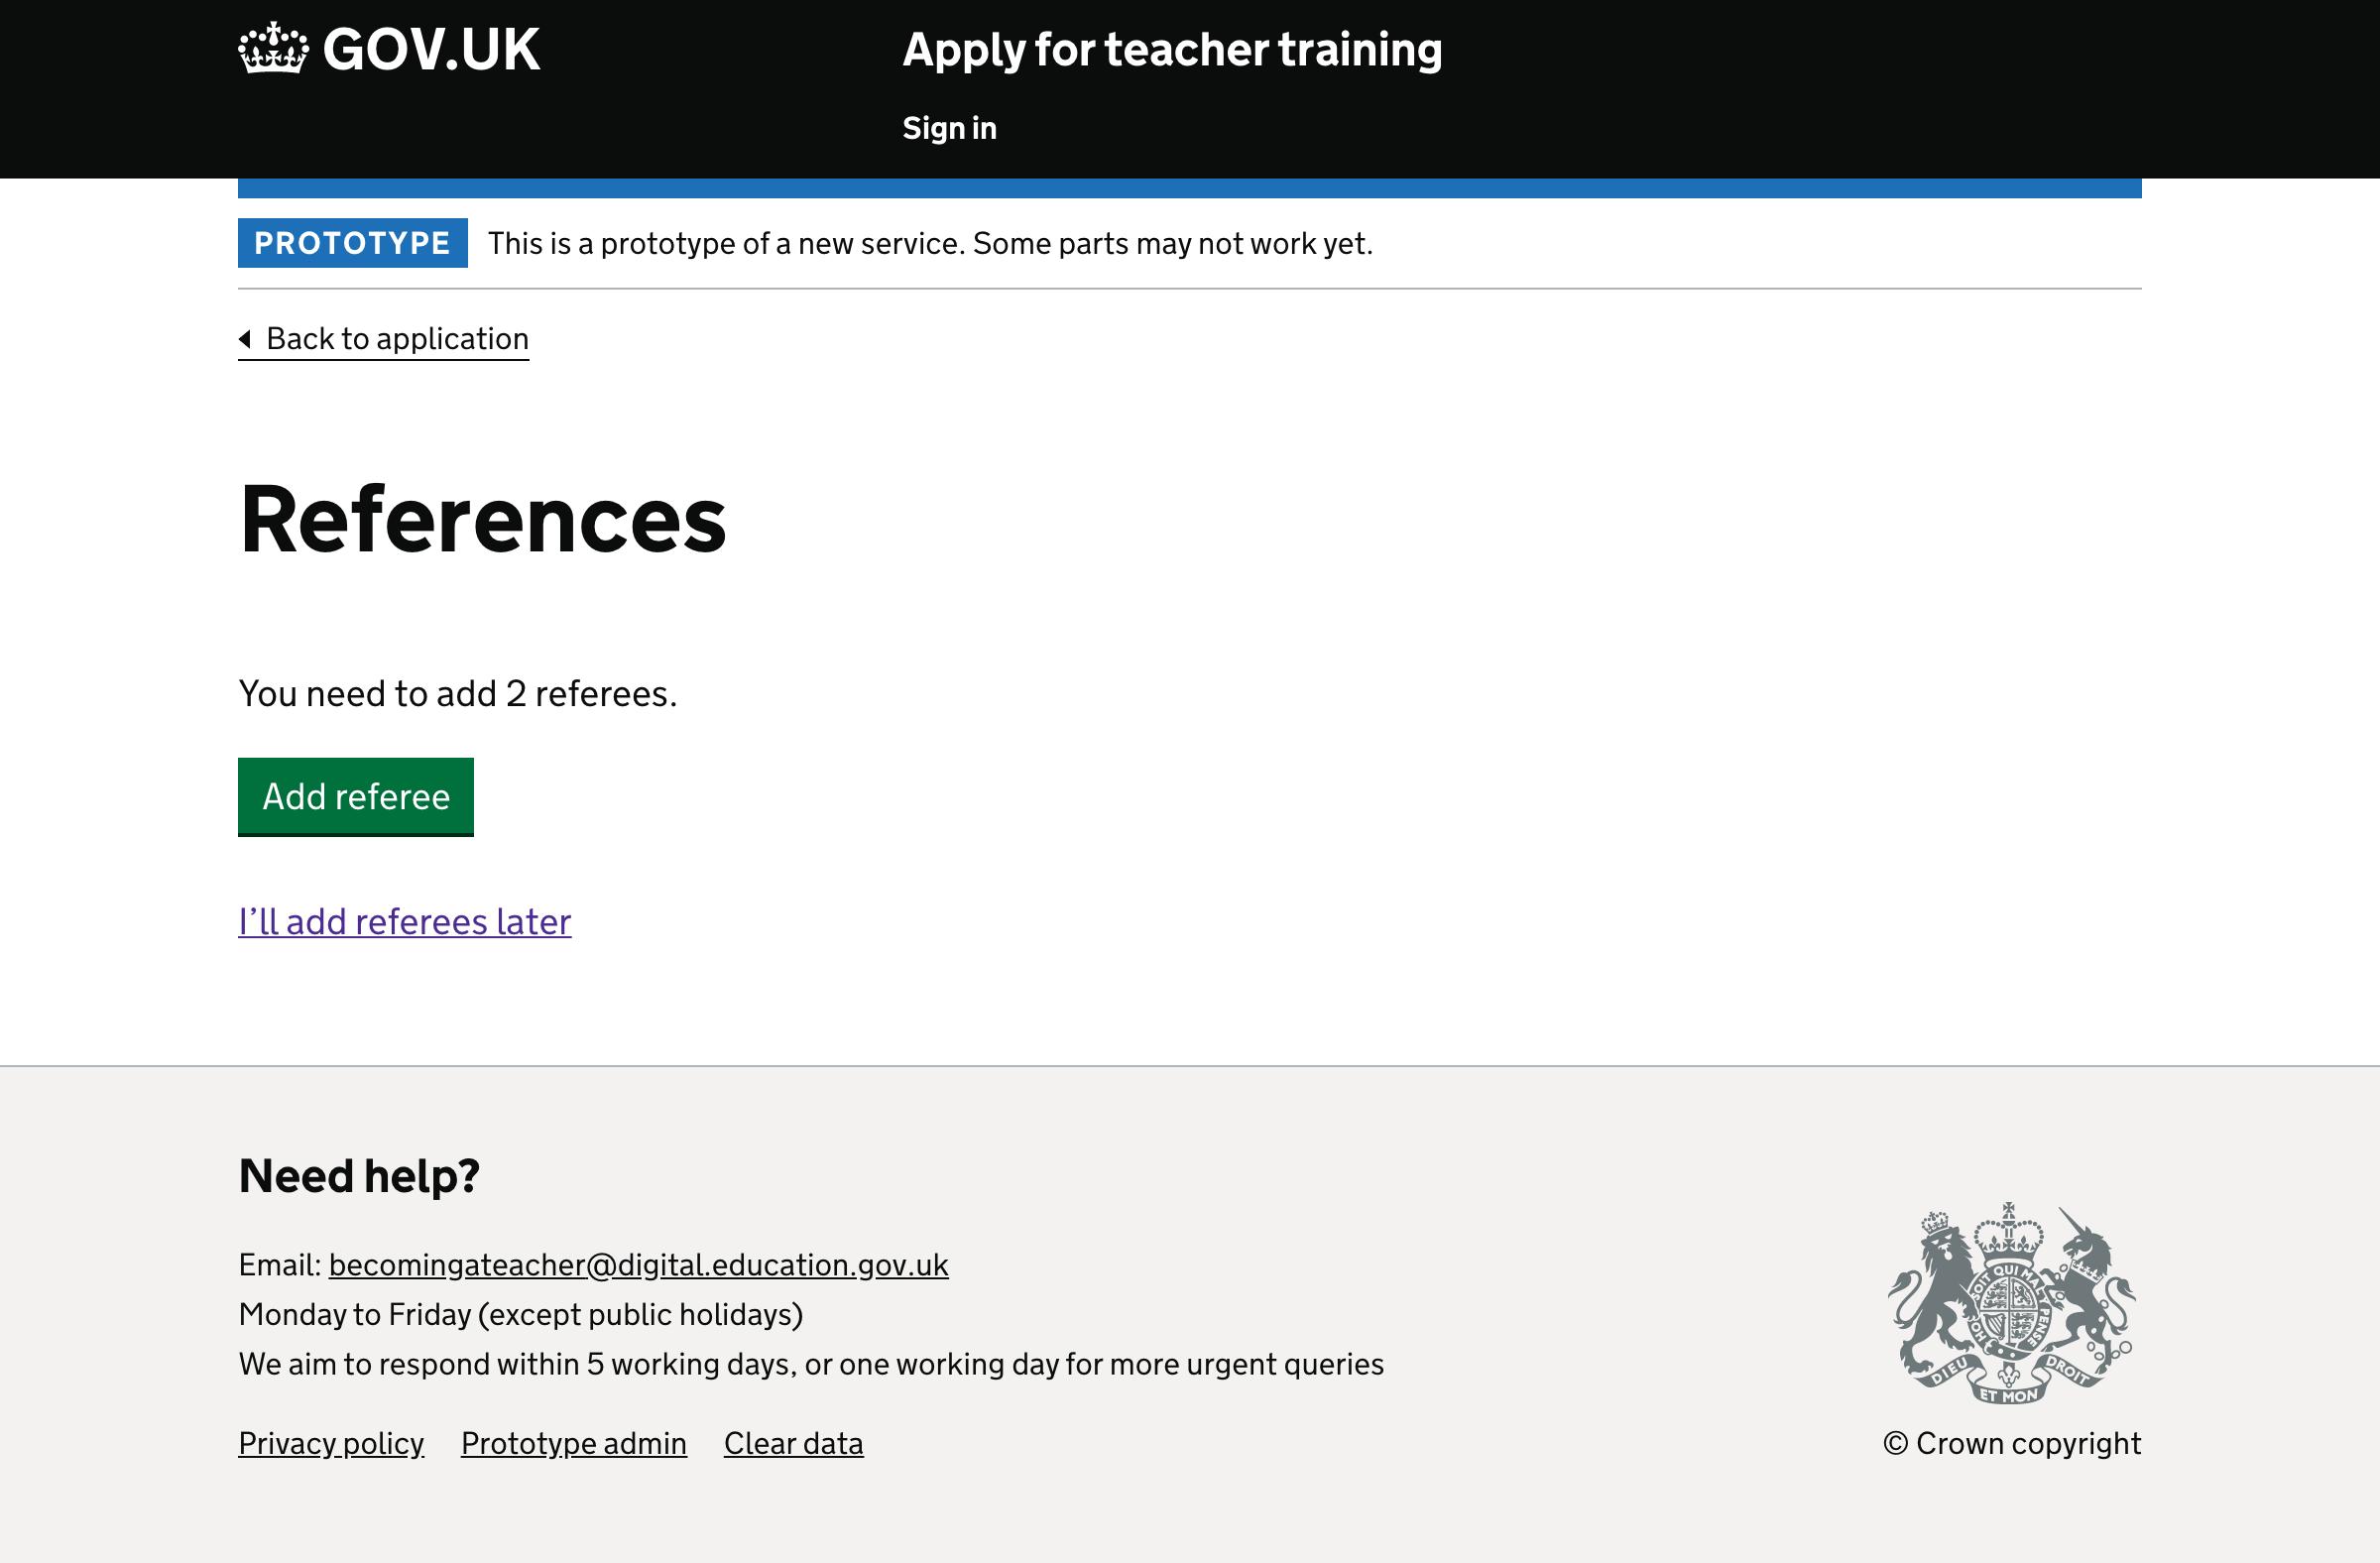 GOV.UK
Apply for teacher training
Sign in
PROTOTYPE This is a prototype of a new service. Some parts may not work yet.
Back to application
References
You need to add 2 referees.
Add referee
I’ll add referees later
Need help?
Email: becomingateacher@digital.education.gov.uk
Monday to Friday (except public holidays)
We aim to respond within 5 working days, or one working day for more urgent queries
Privacy policy Prototype admin Clear data
SOIT QUI MAL Y PENSE
DIEU ET MON DROIT
© Crown copyright